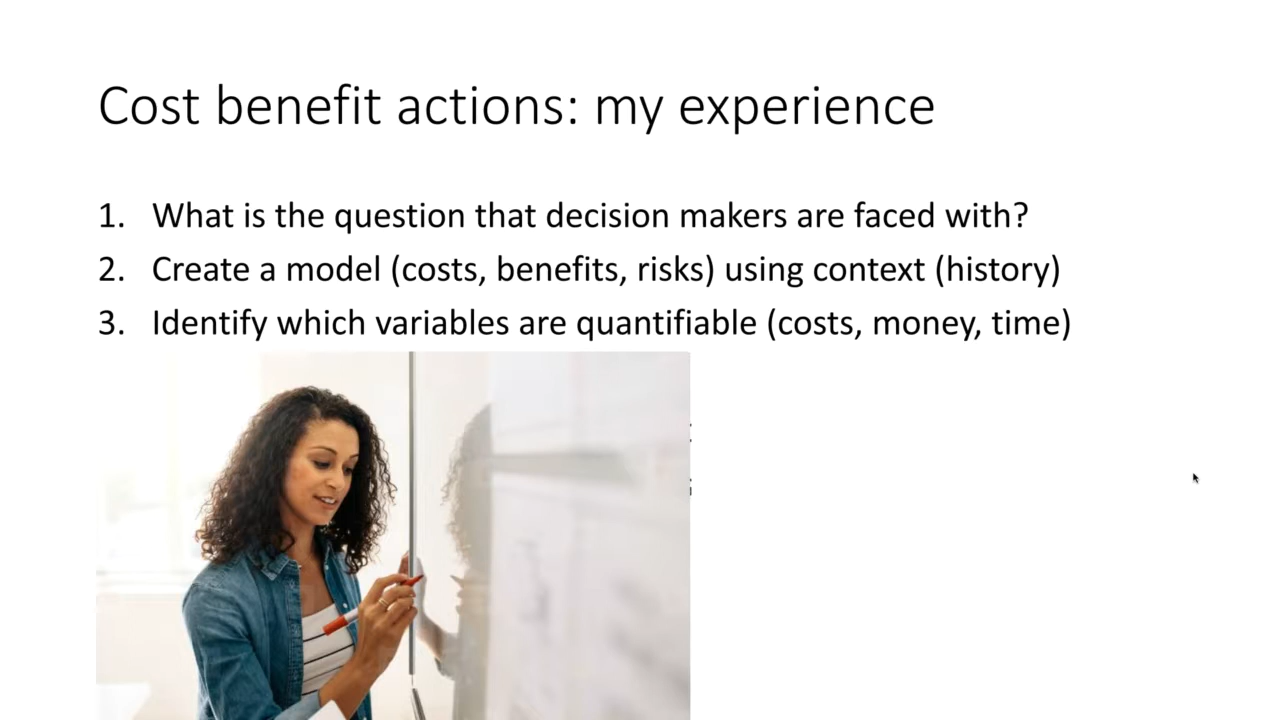 Cost benefit actions: my experience
1. What is the question that decision makers are faced with?
2. Create a model (costs, benefits, risks) using context (history)
3. Identify which variables are quantifiable (costs, money, time)